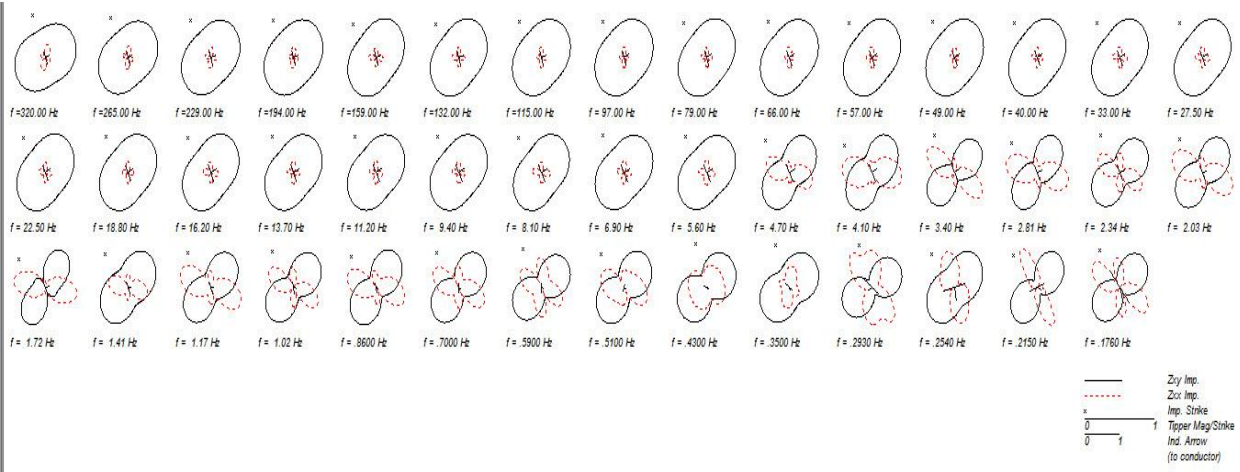 f =320.00 Hz f =265.00 Hz f =229.00 Hz f =194.00 Hz f =159.00 Hz f =132.00 Hz f =115.00 Hz f = 97.00 Hz f = 79.00 Hz f = 66.00 Hz f = 57.00 Hz f = 49.00 Hz f = 40.00 Hz f = 33.00 Hz f = 27.50 Hz
f = 22.50 Hz f = 18.80 Hz f = 16.20 Hz f = 13.70 Hz f = 11.20 Hz f = 9.40 Hz f = 8.10 Hz f = 6.90 Hz f = 5.60 Hz f = 4.70 Hz f = 4.10 Hz f = 3.40 Hz f = 2.81 Hz f = 2.34 Hz f = 2.03 Hz
f = 1.72 Hz f = 1.41 Hz f = 1.17 Hz f = 1.02 Hz f = .8600 Hz f = .7000 Hz f = .5900 Hz f = .5100 Hz f = .4300 Hz f = .3500 Hz f = .2930 Hz f = .2540 Hz f = .2150 Hz f = .1760 Hz
Zxy Imp.
Zxx Imp.
x Imp. Strike
0 1 Tipper Mag/Strike
0 1 Ind. Arrow
(to conductor)